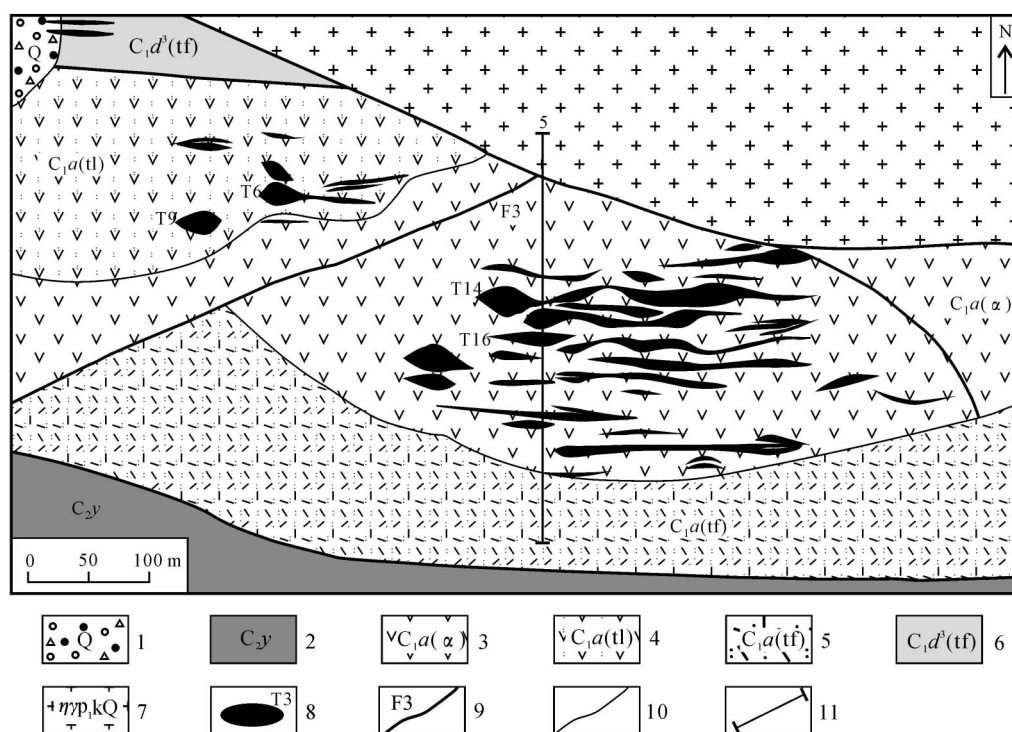 Q
C₁d³(tf)
N
5
C₁a(tl)
T6
T9
F3
T14
C₁a(α)
T16
C₂y
C₁a(tf)
0 50 100 m
Q 1
C₂y 2
C₁a(α) 3
C₁a(tl) 4
C₁a(tf) 5
C₁d³(tf) 6
ηγp₁kQ 7
T3 8
F3 9
10
11